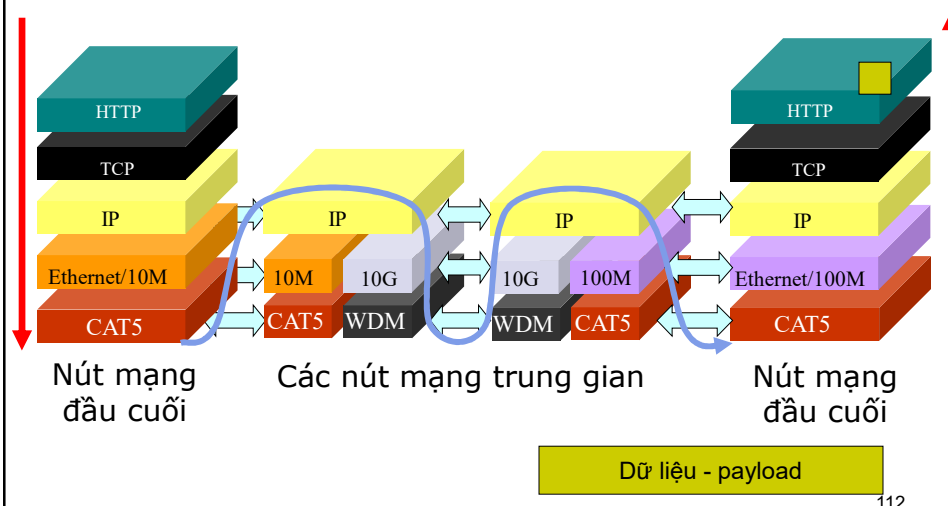 HTTP
HTTP
TCP
TCP
IP
IP
IP
IP
Ethernet/10M
10M
10G
10G
100M
Ethernet/100M
CAT5
CAT5
WDM
WDM
CAT5
CAT5
Nút mạng
đầu cuối
Các nút mạng trung gian
Nút mạng
đầu cuối
Dữ liệu - payload
112